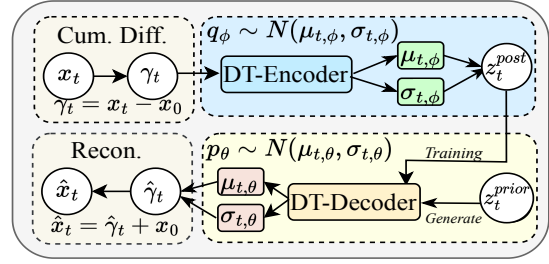 Cum. Diff.
x_t γ_t
γ_t = x_t − x_0
q_ϕ ∼ N(μ_{t,ϕ}, σ_{t,ϕ})
DT-Encoder
μ_{t,ϕ}
σ_{t,ϕ}
z_t^{post}
Recon.
x̂_t γ̂_t
x̂_t = γ̂_t + x_0
p_θ ∼ N(μ_{t,θ}, σ_{t,θ})
Training
μ_{t,θ}
σ_{t,θ}
DT-Decoder
z_t^{prior}
Generate